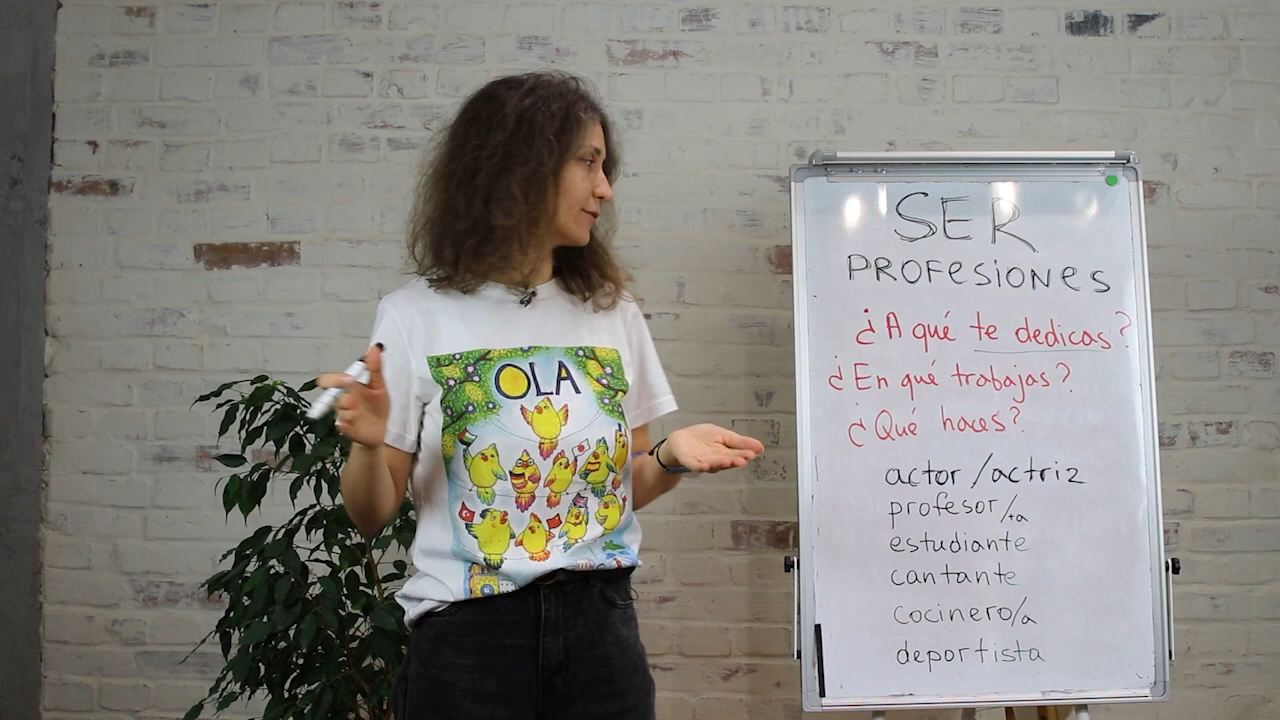 OLA
SER
PROFESIONES
¿A qué te dedicas?
¿En qué trabajas?
¿Qué haces?
actor/actriz
profesor/ra
estudiante
cantante
cocinero/a
deportista